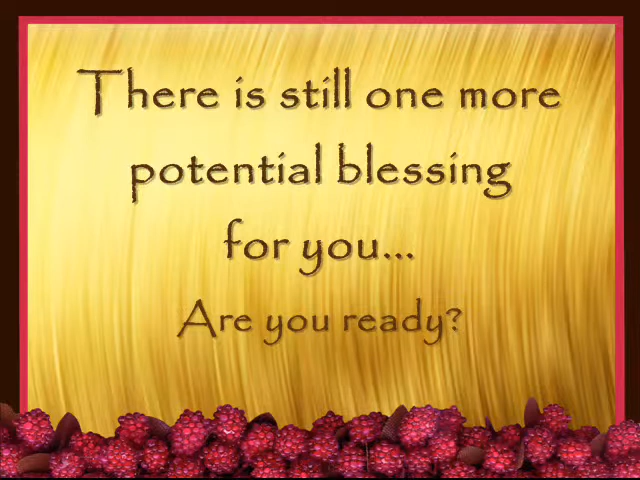 There is still one more
potential blessing
for you...
Are you ready?